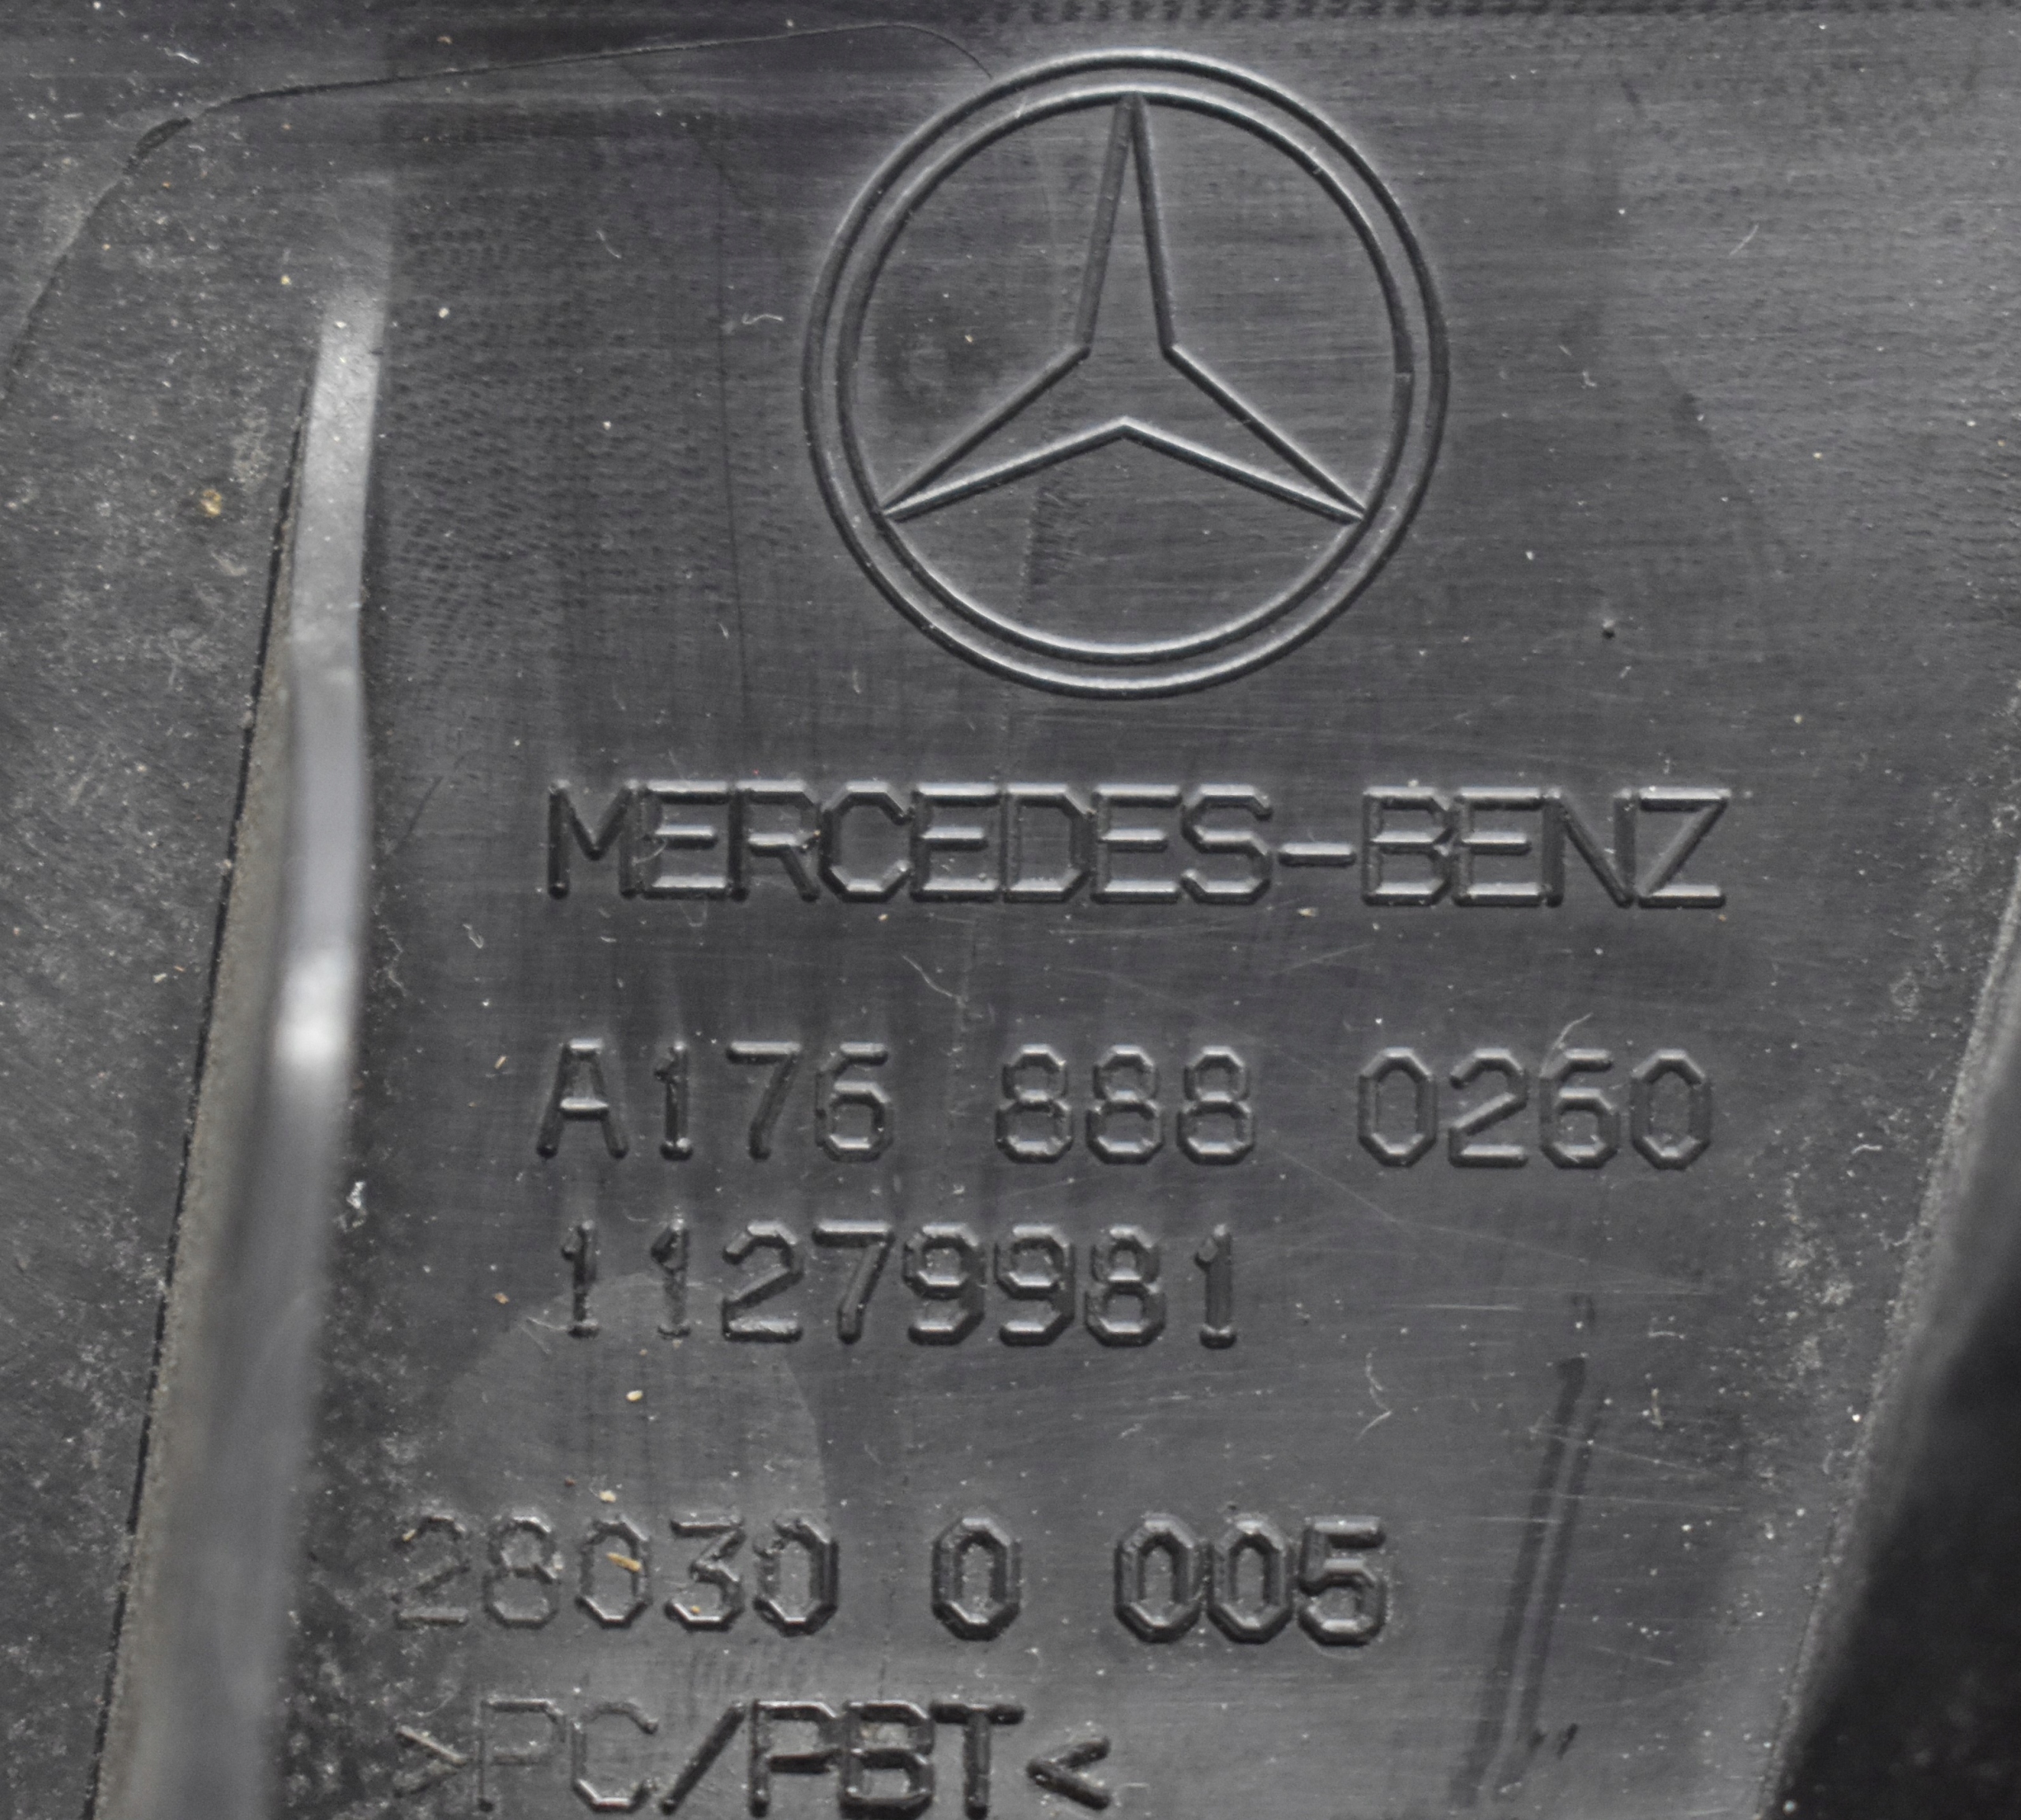 MERCEDES-BENZ
A176 888 0260
11279981
28030 0 005
>PC/PBT<